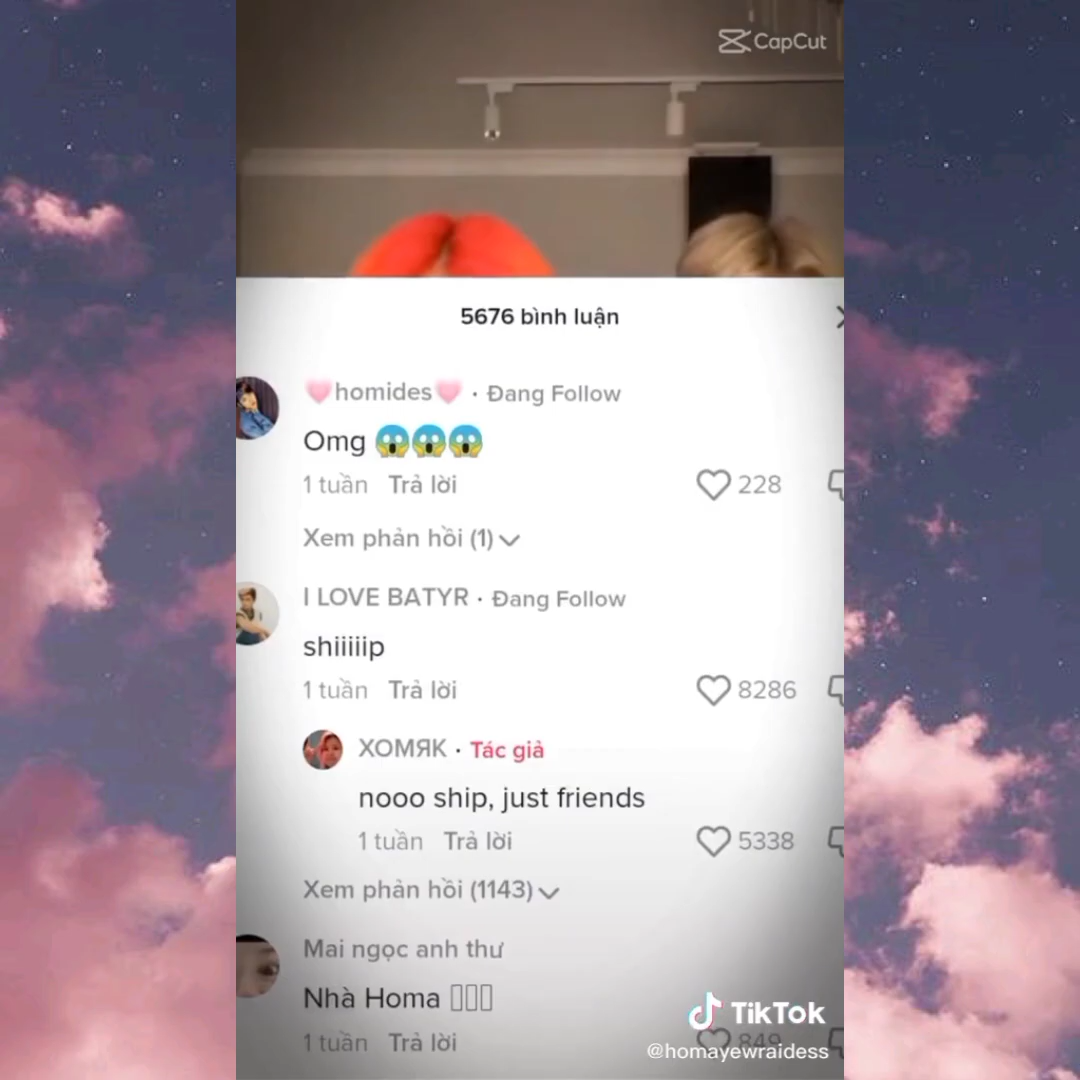 CapCut
5676 bình luận
🩷homides🩷 · Đang Follow
Omg 😱😱😱
1 tuần Trả lời
228
Xem phản hồi (1)
I LOVE BATYR · Đang Follow
shiiiiip
1 tuần Trả lời
8286
ХОМЯК · Tác giả
nooo ship, just friends
1 tuần Trả lời
5338
Xem phản hồi (1143)
Mai ngọc anh thư
Nhà Homa
1 tuần Trả lời
849
TikTok
@homayewraidess